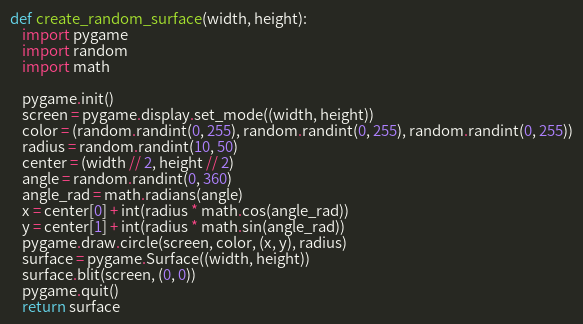 def create_random_surface(width, height):
    import pygame
    import random
    import math

    pygame.init()
    screen = pygame.display.set_mode((width, height))
    color = (random.randint(0, 255), random.randint(0, 255), random.randint(0, 255))
    radius = random.randint(10, 50)
    center = (width // 2, height // 2)
    angle = random.randint(0, 360)
    angle_rad = math.radians(angle)
    x = center[0] + int(radius * math.cos(angle_rad))
    y = center[1] + int(radius * math.sin(angle_rad))
    pygame.draw.circle(screen, color, (x, y), radius)
    surface = pygame.Surface((width, height))
    surface.blit(screen, (0, 0))
    pygame.quit()
    return surface